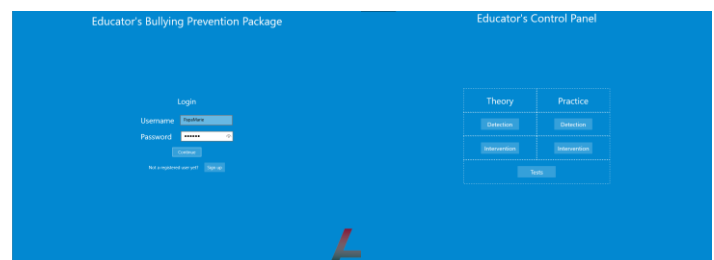 Educator's Bullying Prevention Package
Login
Username
Password
Continue
Not a registered user yet? Sign up
Educator's Control Panel
Theory Practice
Detection Detection
Intervention Intervention
Tests